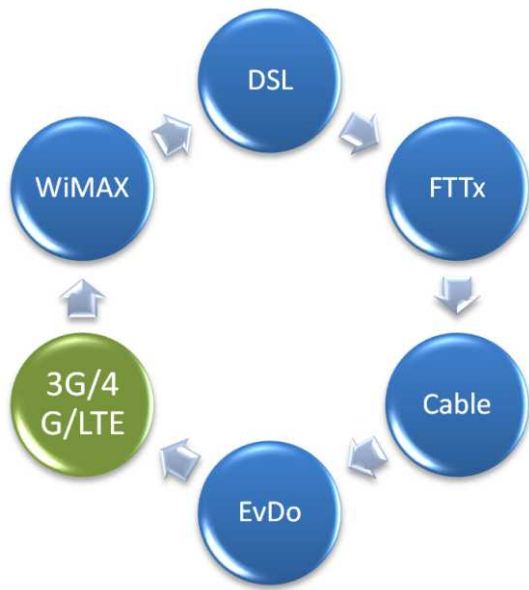 DSL
FTTx
Cable
EvDo
3G/4
G/LTE
WiMAX